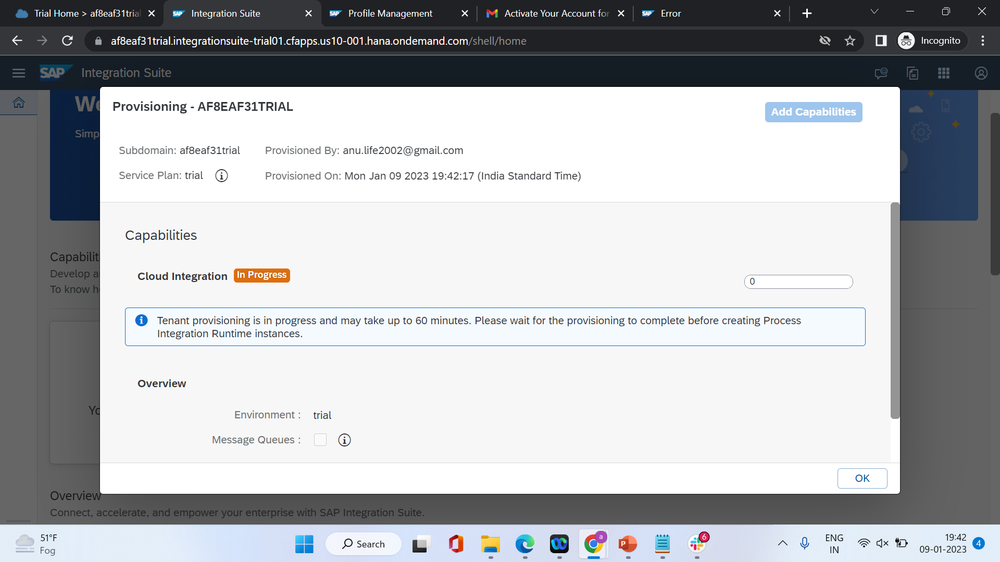 Trial Home > af8eaf31trial
Integration Suite
Profile Management
Activate Your Account for
Error
af8eaf31trial.integrationsuite-trial01.cfapps.us10-001.hana.ondemand.com/shell/home
Incognito
SAP Integration Suite
Provisioning - AF8EAF31TRIAL
Add Capabilities
Simp
Subdomain: af8eaf31trial
Provisioned By: anu.life2002@gmail.com
Service Plan: trial
Provisioned On: Mon Jan 09 2023 19:42:17 (India Standard Time)
Capabilities
Capabiliti
Develop a
To know h
Cloud Integration In Progress
0
Tenant provisioning is in progress and may take up to 60 minutes. Please wait for the provisioning to complete before creating Process
Integration Runtime instances.
Overview
Yo
Environment : trial
Message Queues :
OK
Overview
Connect, accelerate, and empower your enterprise with SAP Integration Suite.
51°F
Fog
Search
a
6
ENG
IN
19:42
09-01-2023
4